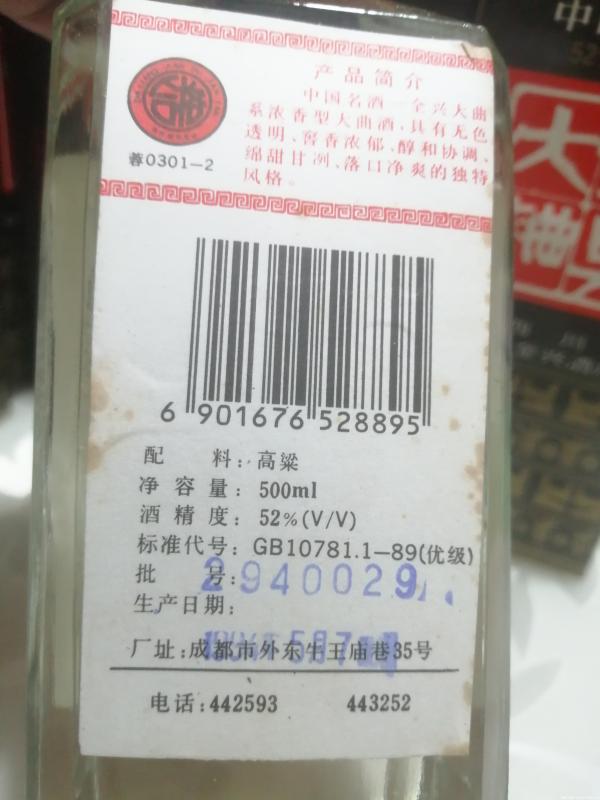 产品简介
中国名酒 全兴大曲
系浓香型大曲酒,具有无色
透明、窖香浓郁、醇和协调、
绵甜甘冽、落口净爽的独特
风格。
蓉0301—2
6 901676 528895
配 料:高粱
净 容 量: 500ml
酒 精 度: 52%(V/V)
标准代号: GB10781.1—89(优级)
批 号: 2940029
生产日期:
厂址:成都市外东牛王庙巷35号
电话:442593 443252
大
曲